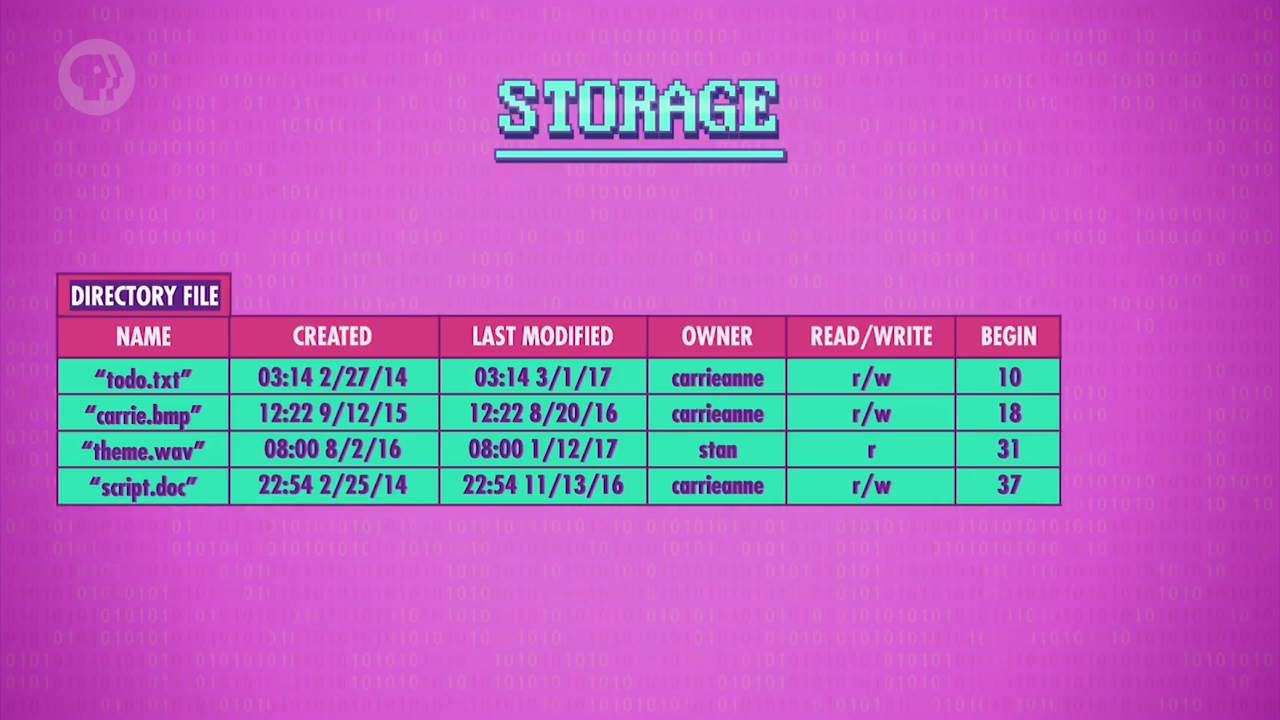 STORAGE
DIRECTORY FILE
NAME CREATED LAST MODIFIED OWNER READ/WRITE BEGIN
“todo.txt” 03:14 2/27/14 03:14 3/1/17 carrieanne r/w 10
“carrie.bmp” 12:22 9/12/15 12:22 8/20/16 carrieanne r/w 18
“theme.wav” 08:00 8/2/16 08:00 1/12/17 stan r 31
“script.doc” 22:54 2/25/14 22:54 11/13/16 carrieanne r/w 37